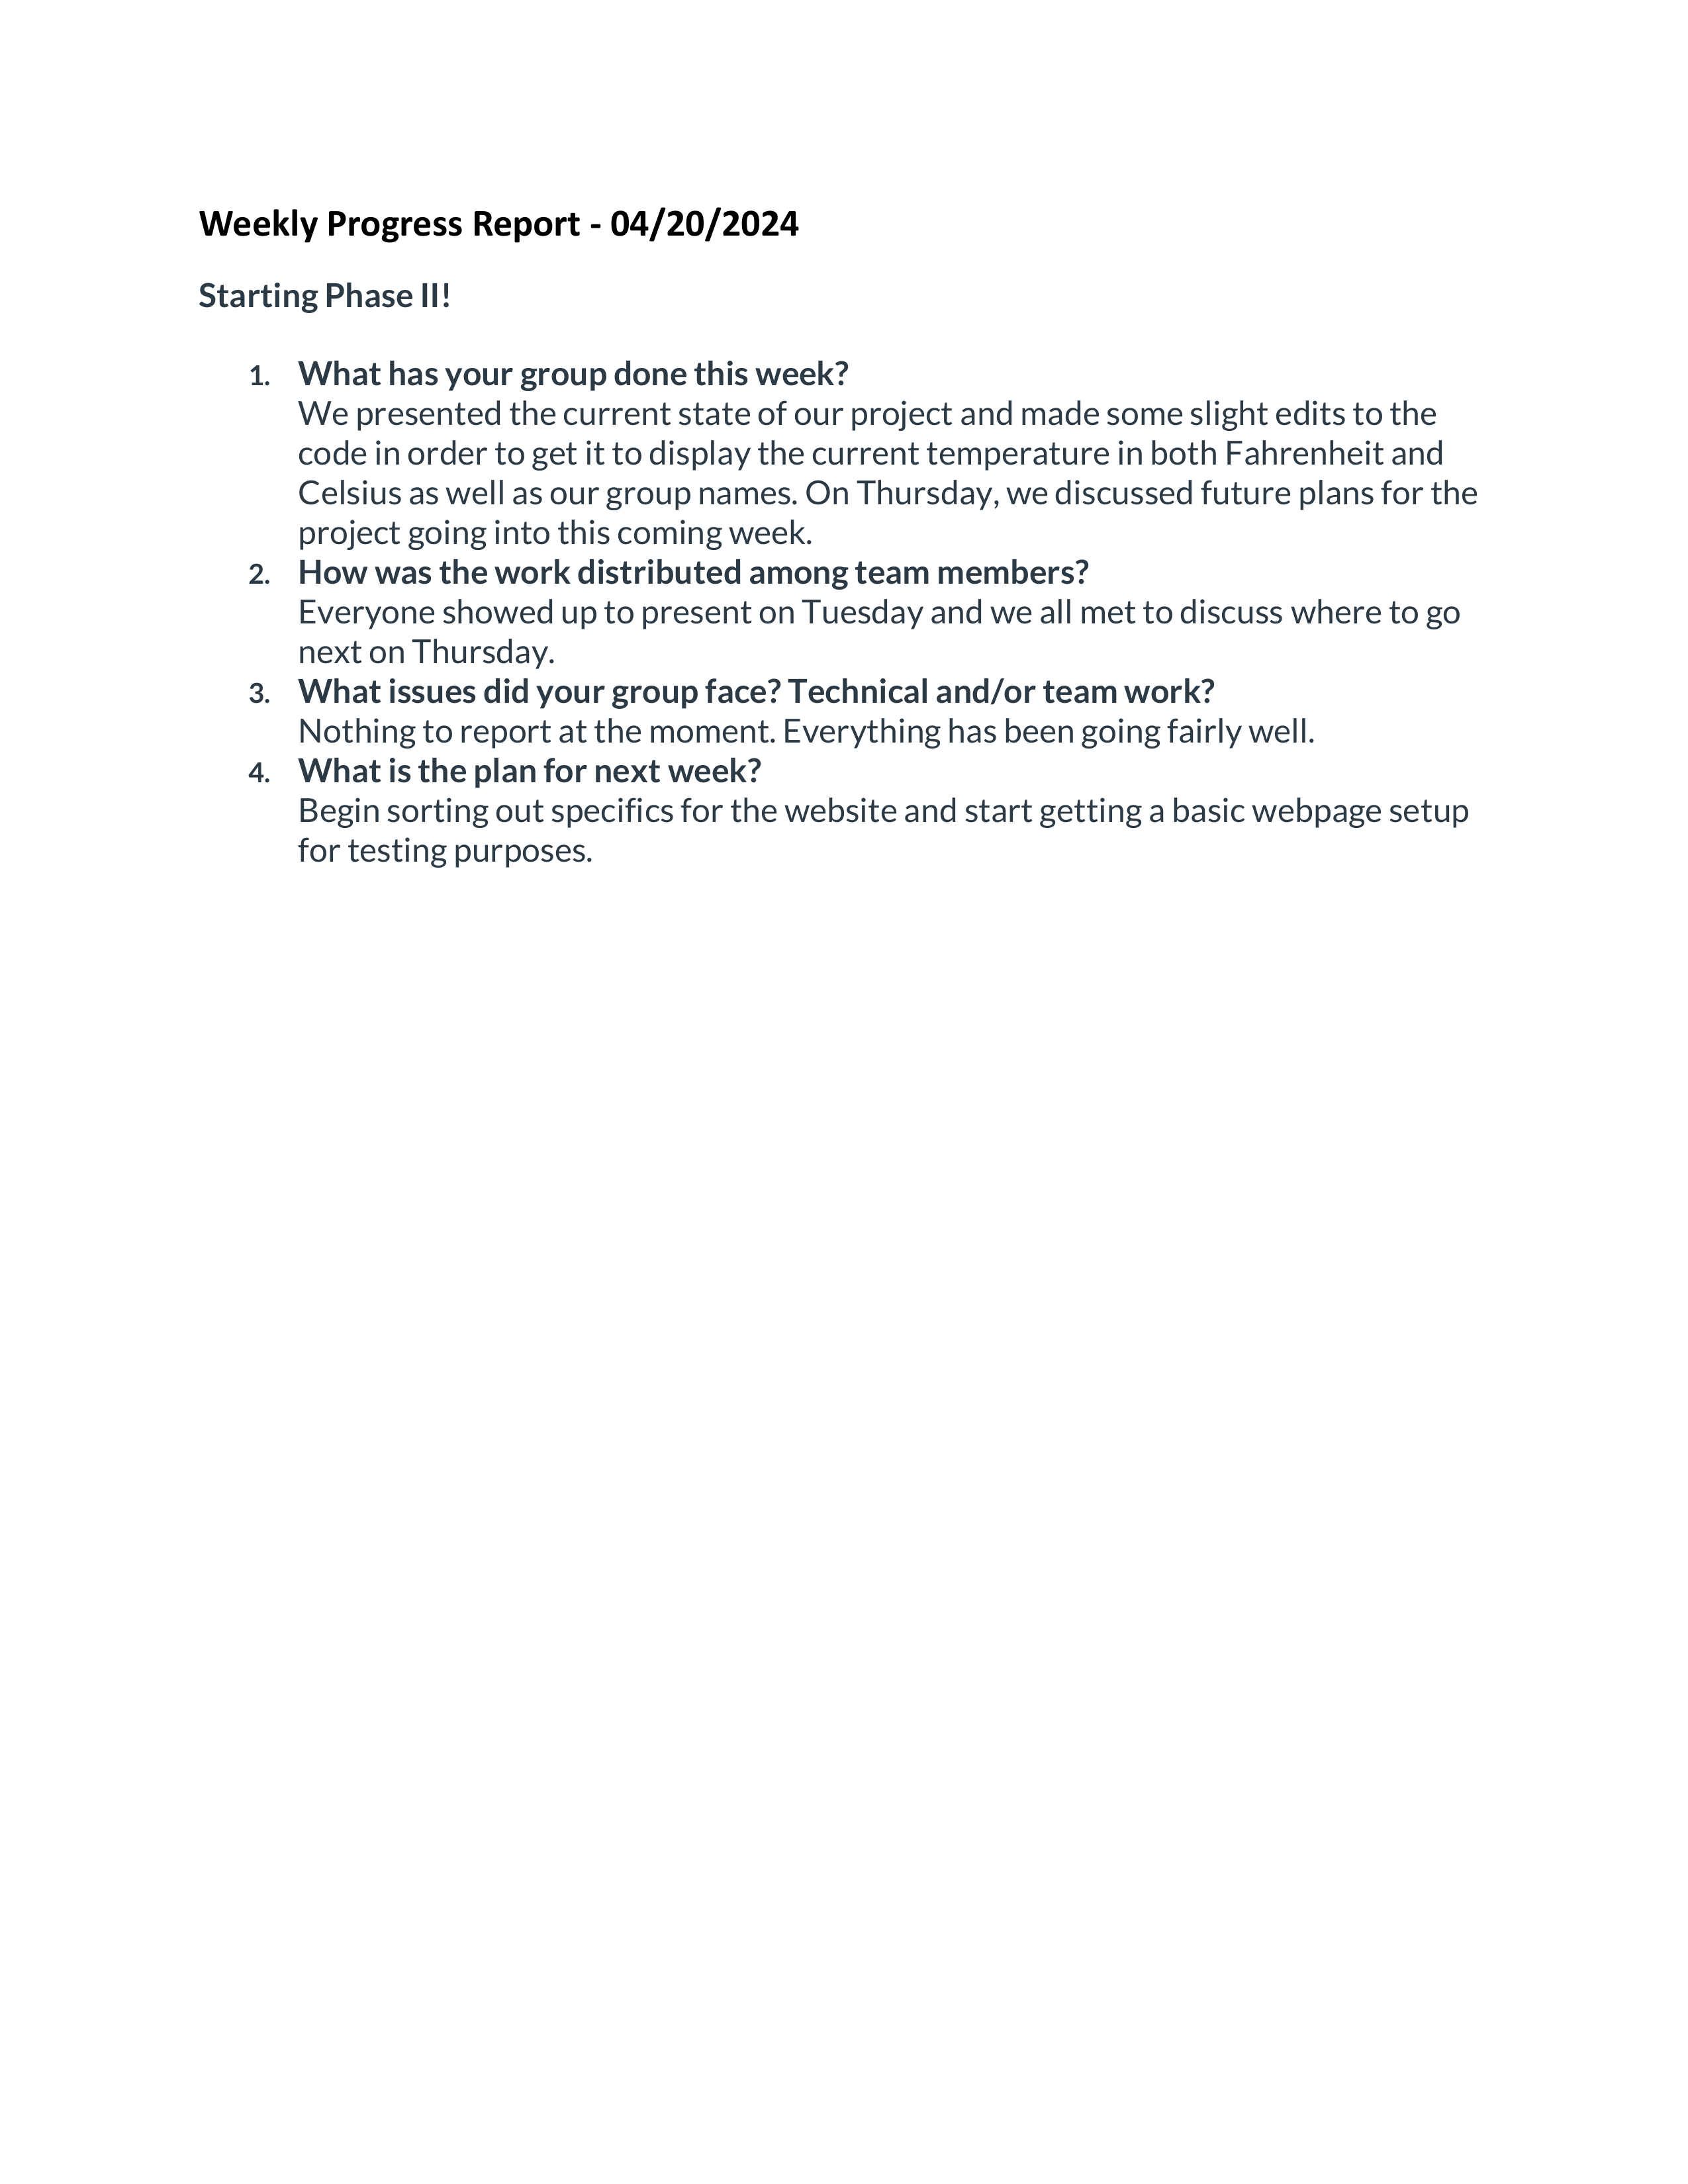 Weekly Progress Report - 04/20/2024
Starting Phase II!
1. What has your group done this week?
We presented the current state of our project and made some slight edits to the
code in order to get it to display the current temperature in both Fahrenheit and
Celsius as well as our group names. On Thursday, we discussed future plans for the
project going into this coming week.
2. How was the work distributed among team members?
Everyone showed up to present on Tuesday and we all met to discuss where to go
next on Thursday.
3. What issues did your group face? Technical and/or team work?
Nothing to report at the moment. Everything has been going fairly well.
4. What is the plan for next week?
Begin sorting out specifics for the website and start getting a basic webpage setup
for testing purposes.